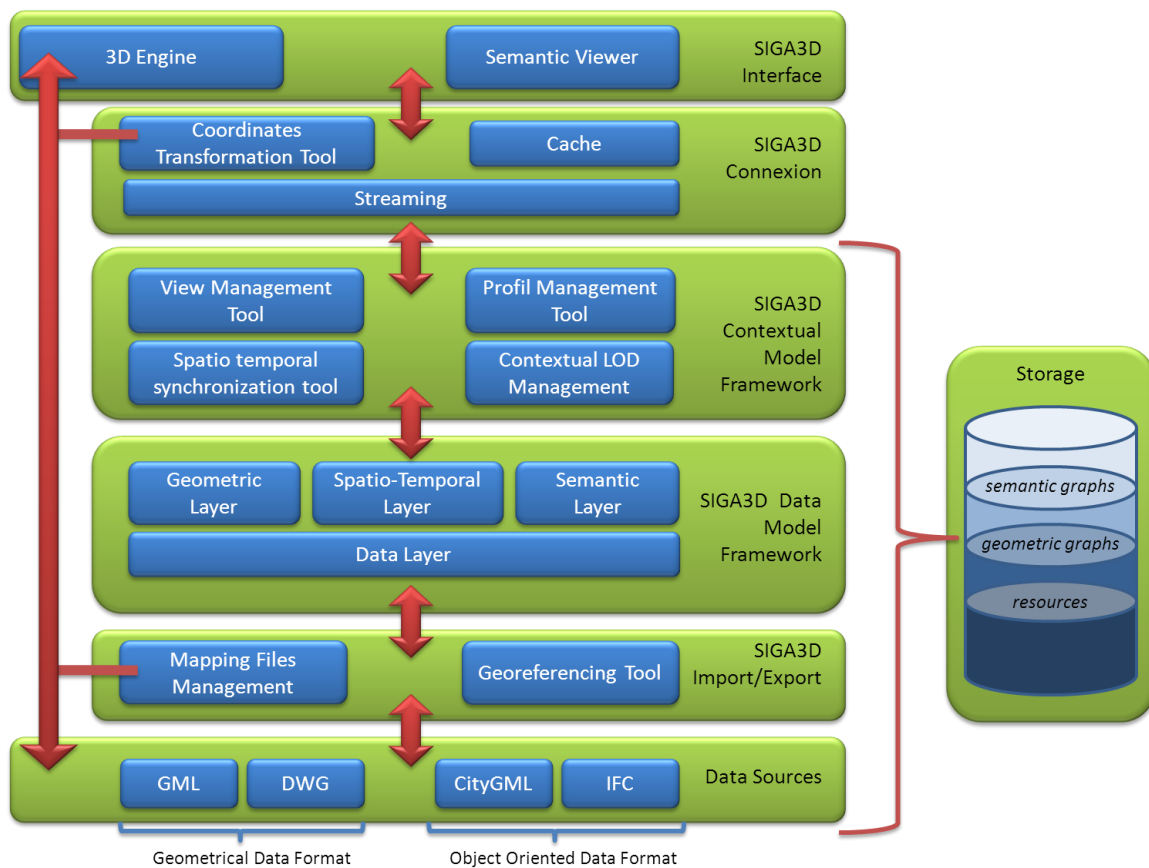 3D Engine
Semantic Viewer
SIGA3D
Interface
Coordinates
Transformation Tool
Cache
SIGA3D
Connexion
Streaming
View Management
Tool
Profil Management
Tool
Spatio temporal
synchronization tool
Contextual LOD
Management
SIGA3D
Contextual
Model
Framework
Geometric
Layer
Spatio-Temporal
Layer
Semantic
Layer
Data Layer
SIGA3D Data
Model
Framework
Mapping Files
Management
Georeferencing Tool
SIGA3D
Import/Export
GML
DWG
CityGML
IFC
Data Sources
Geometrical Data Format
Object Oriented Data Format
Storage
semantic graphs
geometric graphs
resources